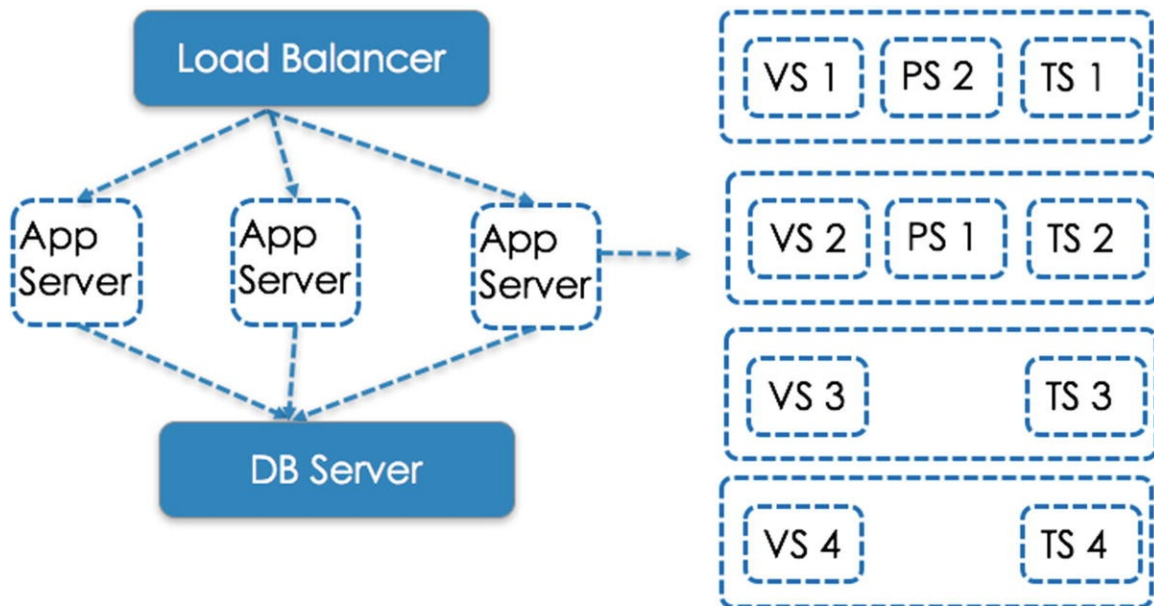 Load Balancer
App
Server
App
Server
App
Server
DB Server
VS 1
PS 2
TS 1
VS 2
PS 1
TS 2
VS 3
TS 3
VS 4
TS 4